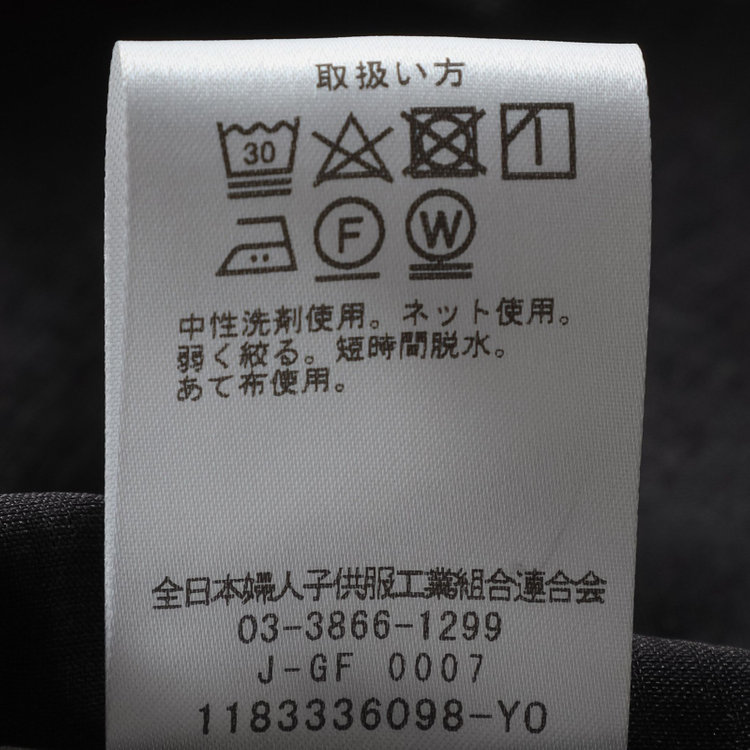 取扱い方
30
F W
中性洗剤使用。ネット使用。
弱く絞る。短時間脱水。
あて布使用。
全日本婦人子供服工業組合連合会
03-3866-1299
J-GF 0007
1183336098-YO